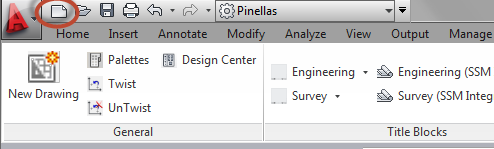 Pinellas
Home Insert Annotate Modify Analyze View Output Manage
Palettes Design Center Engineering Engineering (SSM
New Drawing Twist Survey Survey (SSM Integ
UnTwist
General Title Blocks